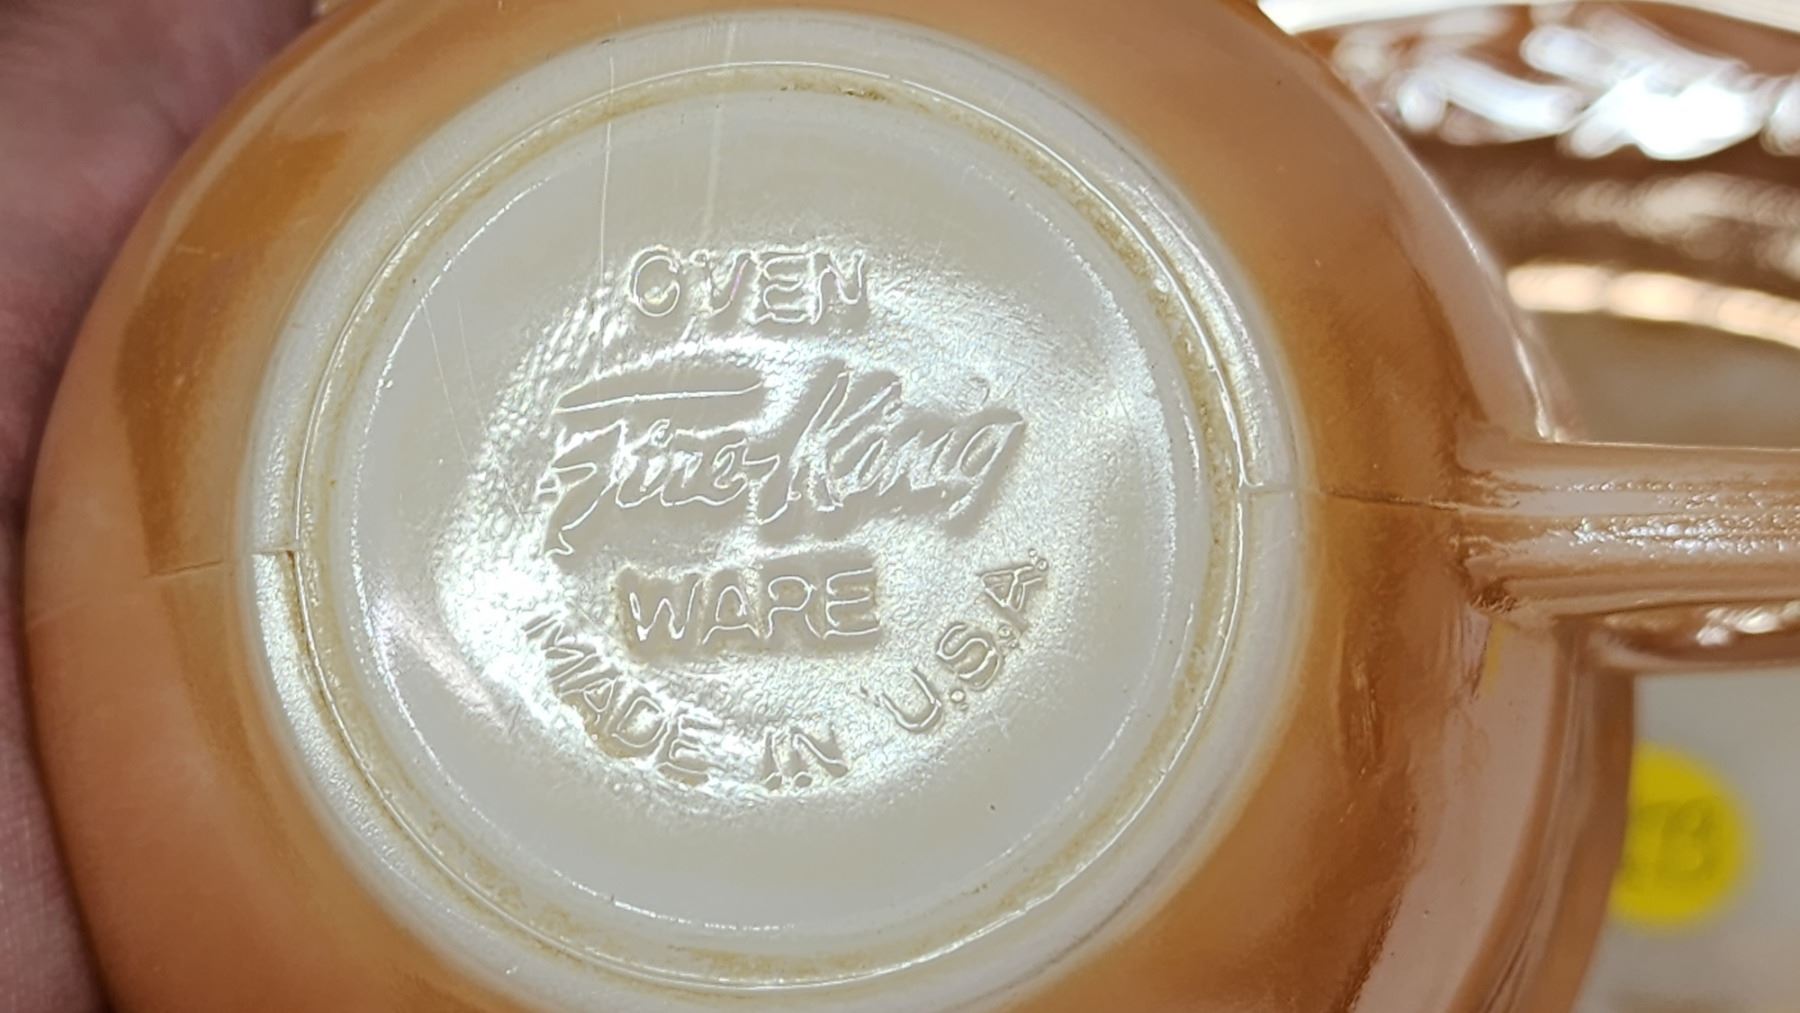 OVEN
Fire-King
WARE
MADE IN U.S.A.